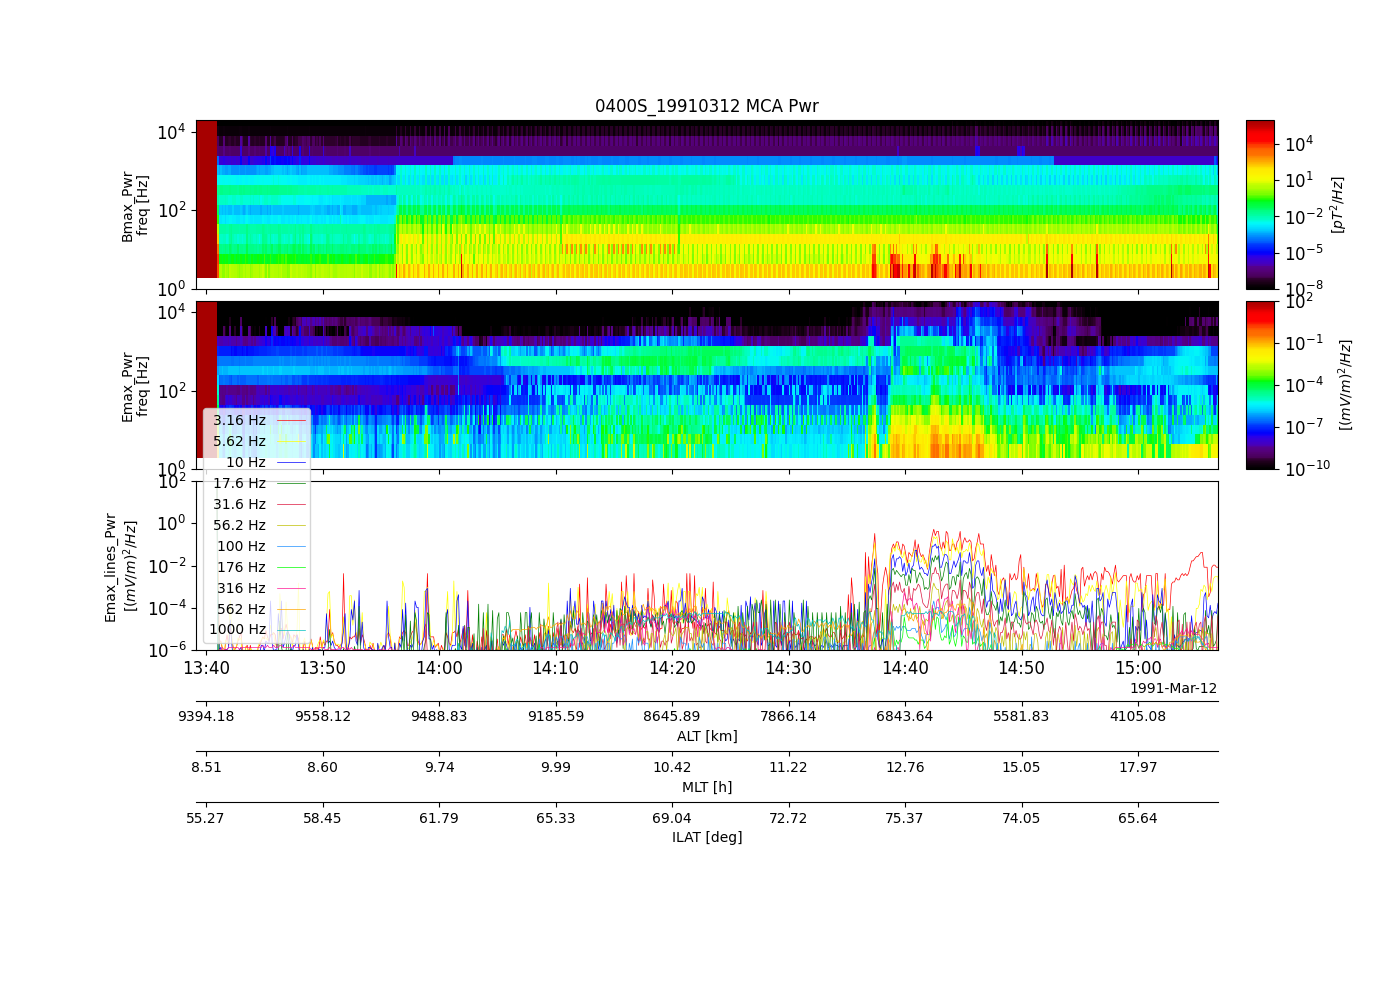 0400S_19910312 MCA Pwr
10^4
10^2
10^0
Bmax_Pwr
freq [Hz]
10^4
10^1
10^-2
10^-5
10^-8
[pT^2/Hz]
10^4
10^2
10^0
Emax_Pwr
freq [Hz]
10^2
10^-1
10^-4
10^-7
10^-10
[(mV/m)^2/Hz]
3.16 Hz
5.62 Hz
10 Hz
17.6 Hz
31.6 Hz
56.2 Hz
100 Hz
176 Hz
316 Hz
562 Hz
1000 Hz
10^2
10^0
10^-2
10^-4
10^-6
Emax_lines_Pwr
[(mV/m)^2/Hz]
13:40 13:50 14:00 14:10 14:20 14:30 14:40 14:50 15:00
1991-Mar-12
9394.18 9558.12 9488.83 9185.59 8645.89 7866.14 6843.64 5581.83 4105.08
ALT [km]
8.51 8.60 9.74 9.99 10.42 11.22 12.76 15.05 17.97
MLT [h]
55.27 58.45 61.79 65.33 69.04 72.72 75.37 74.05 65.64
ILAT [deg]